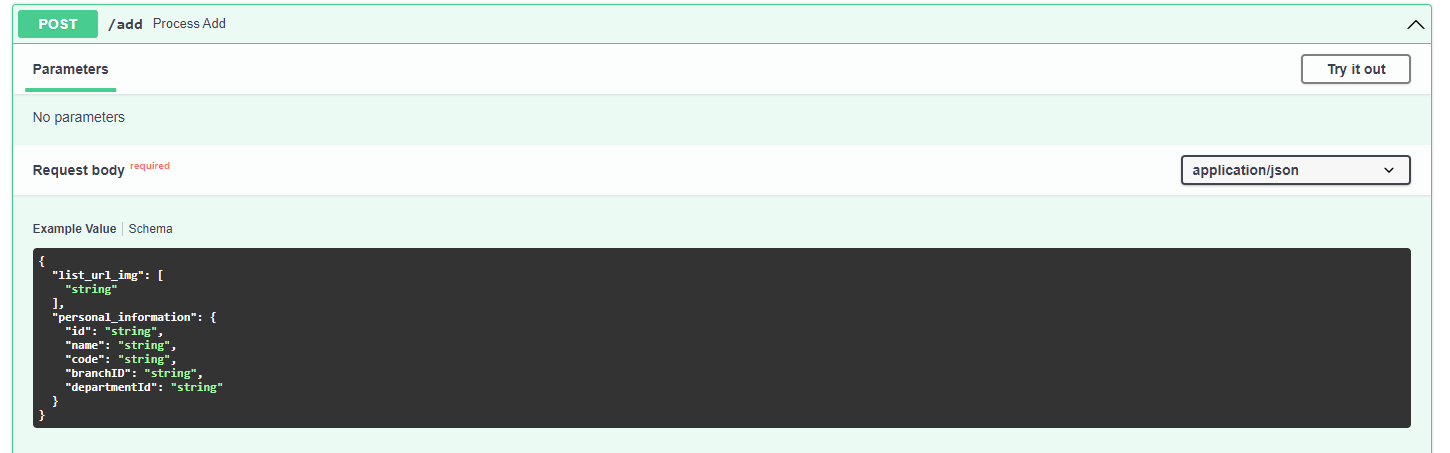 POST /add Process Add
Parameters
Try it out
No parameters
Request body required
application/json
Example Value Schema
{
  "list_url_img": [
    "string"
  ],
  "personal_information": {
    "id": "string",
    "name": "string",
    "code": "string",
    "branchID": "string",
    "departmentId": "string"
  }
}